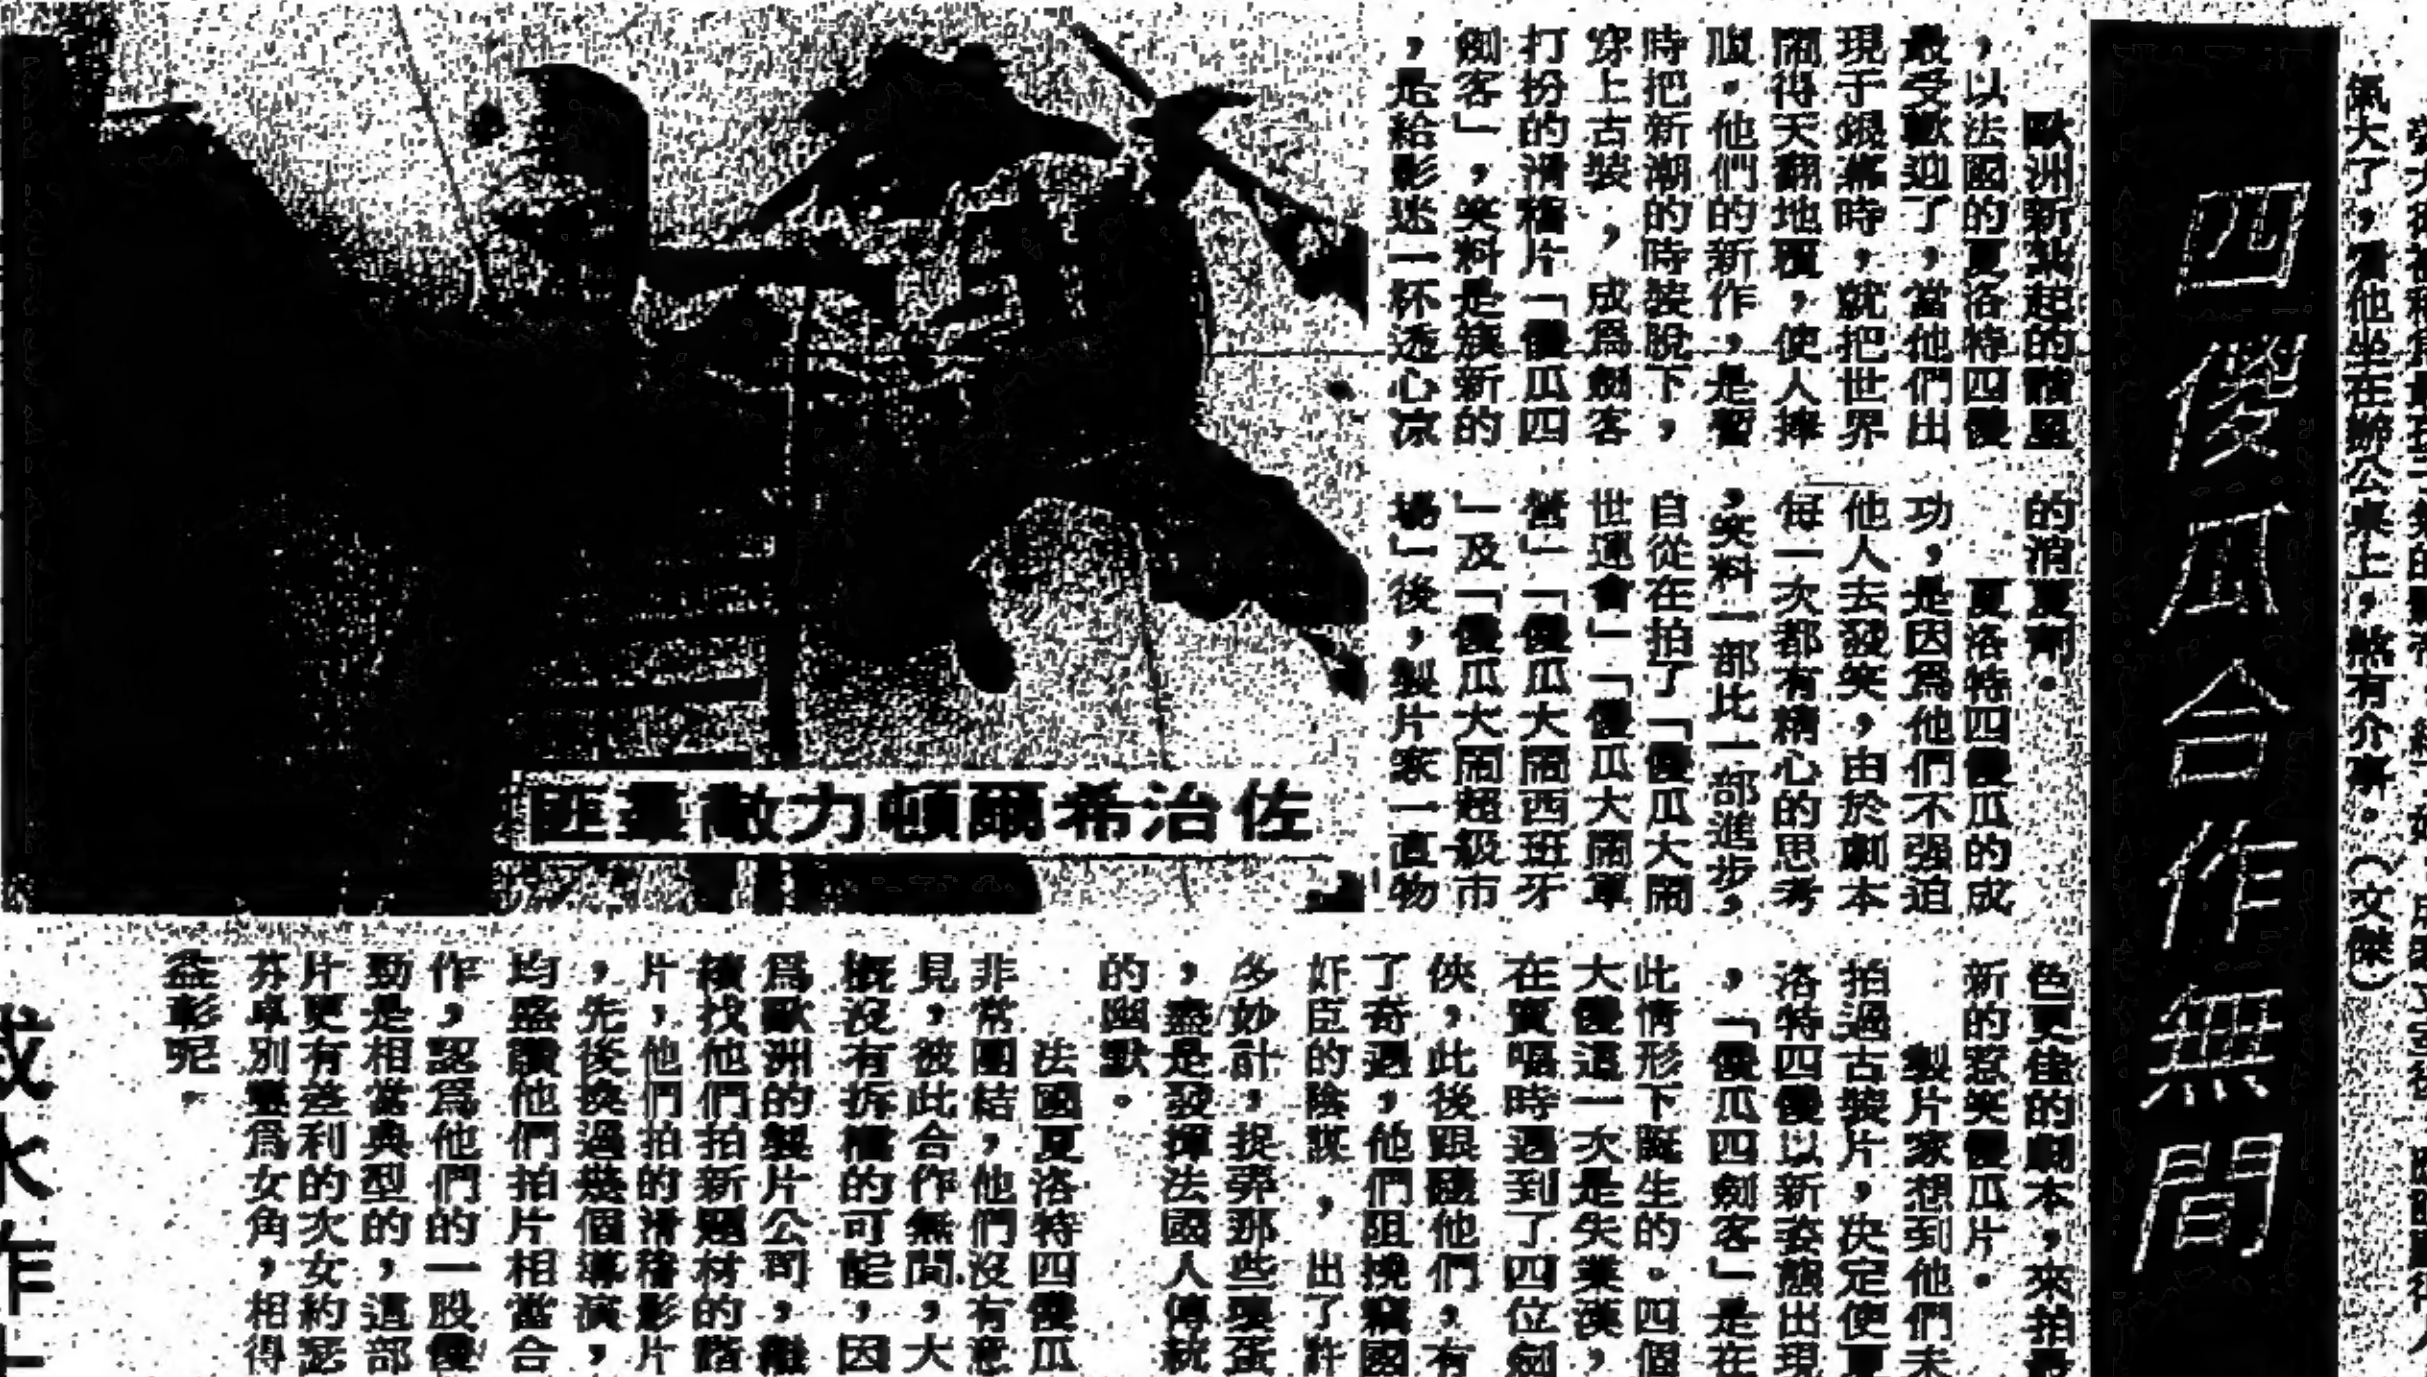 氣大了，須他坐在辦公桌上，煞有介事。（文傑）
四傻瓜合作無間
歐洲新棻起的諧星
，以法國的夏洛特四傻
最受歡迎了，當他們出
現于銀幕時，就把世界
鬧得天翻地覆，使人捧
腹，他們的新作，是暫
時把新潮的時裝脫下，
穿上古裝，成爲劍客
打扮的滑稽片「傻瓜四
劍客」，笑料是簇新的
，是給影迷一杯透心凉
的消夏劑。
夏洛特四傻瓜的成
功，是因爲他們不强迫
他人去發笑，由於劇本
每一次都有精心的思考
，笑料一部比一部進步，
自從在拍了「傻瓜大鬧
世運會」「傻瓜大鬧軍
營」「傻瓜大鬧西班牙
」及「傻瓜大鬧超級市
場」後，製片家一直物
色更佳的劇本，來拍最
新的惹笑傻瓜片。
製片家想到他們未
拍過古裝片，決定使夏
洛特四傻以新姿態出現
，「傻瓜四劍客」是在
此情形下誕生的。四個
大傻這一次是失業漢，
在賣唱時遇到了四位劍
俠，此後跟隨他們，有
了奇遇，他們阻撓竊國
奸臣的陰謀，出了許
多妙計，捉弄那些壞蛋
，盡是發揮法國人傳統
的幽默。
法國夏洛特四傻瓜
非常團結，他們沒有意
見，彼此合作無間，大
槪沒有拆檔的可能，因
爲歐洲的製片公司，繼
續找他們拍新題材的諧
片，他們拍的滑稽影片
，先後換過幾個導演，
均盛讚他們拍片相當合
作，認爲他們的一股傻
勁是相當典型的，這部
片更有差利的次女約瑟
芬卓別靈爲女角，相得
益彰呢。
佐治希爾頓力敵羣匪